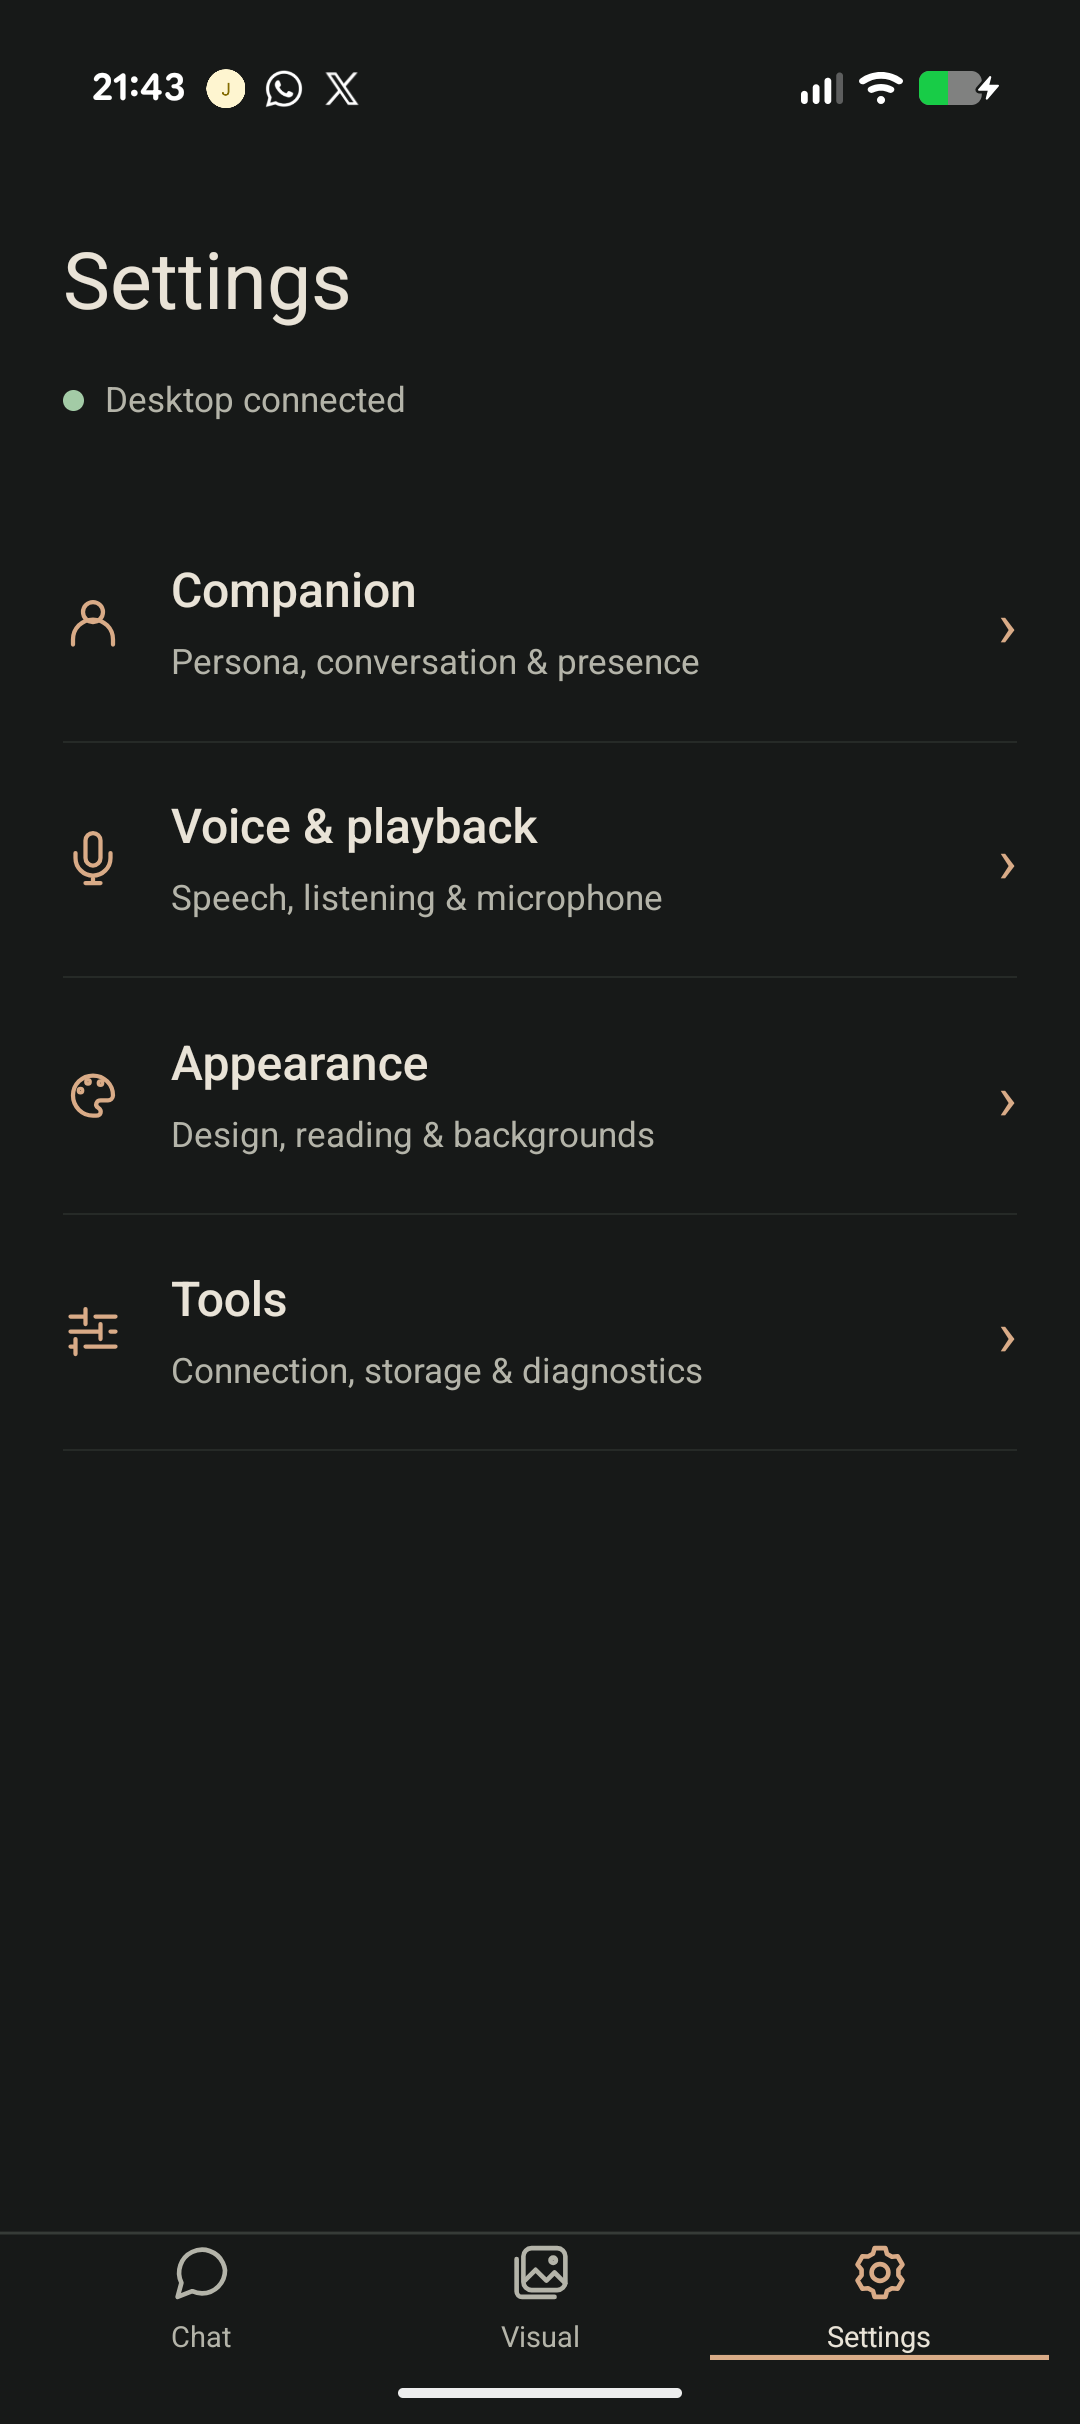 21:43
J
Settings
Desktop connected
Companion
Persona, conversation & presence
Voice & playback
Speech, listening & microphone
Appearance
Design, reading & backgrounds
Tools
Connection, storage & diagnostics
Chat
Visual
Settings